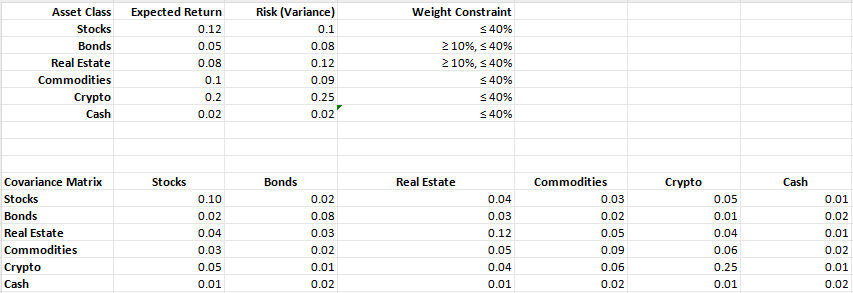 Asset Class Expected Return Risk (Variance) Weight Constraint
Stocks 0.12 0.1 ≤ 40%
Bonds 0.05 0.08 ≥ 10%, ≤ 40%
Real Estate 0.08 0.12 ≥ 10%, ≤ 40%
Commodities 0.1 0.09 ≤ 40%
Crypto 0.2 0.25 ≤ 40%
Cash 0.02 0.02 ≤ 40%
Covariance Matrix Stocks Bonds Real Estate Commodities Crypto Cash
Stocks 0.10 0.02 0.04 0.03 0.05 0.01
Bonds 0.02 0.08 0.03 0.02 0.01 0.02
Real Estate 0.04 0.03 0.12 0.05 0.04 0.01
Commodities 0.03 0.02 0.05 0.09 0.06 0.02
Crypto 0.05 0.01 0.04 0.06 0.25 0.01
Cash 0.01 0.02 0.01 0.02 0.01 0.02